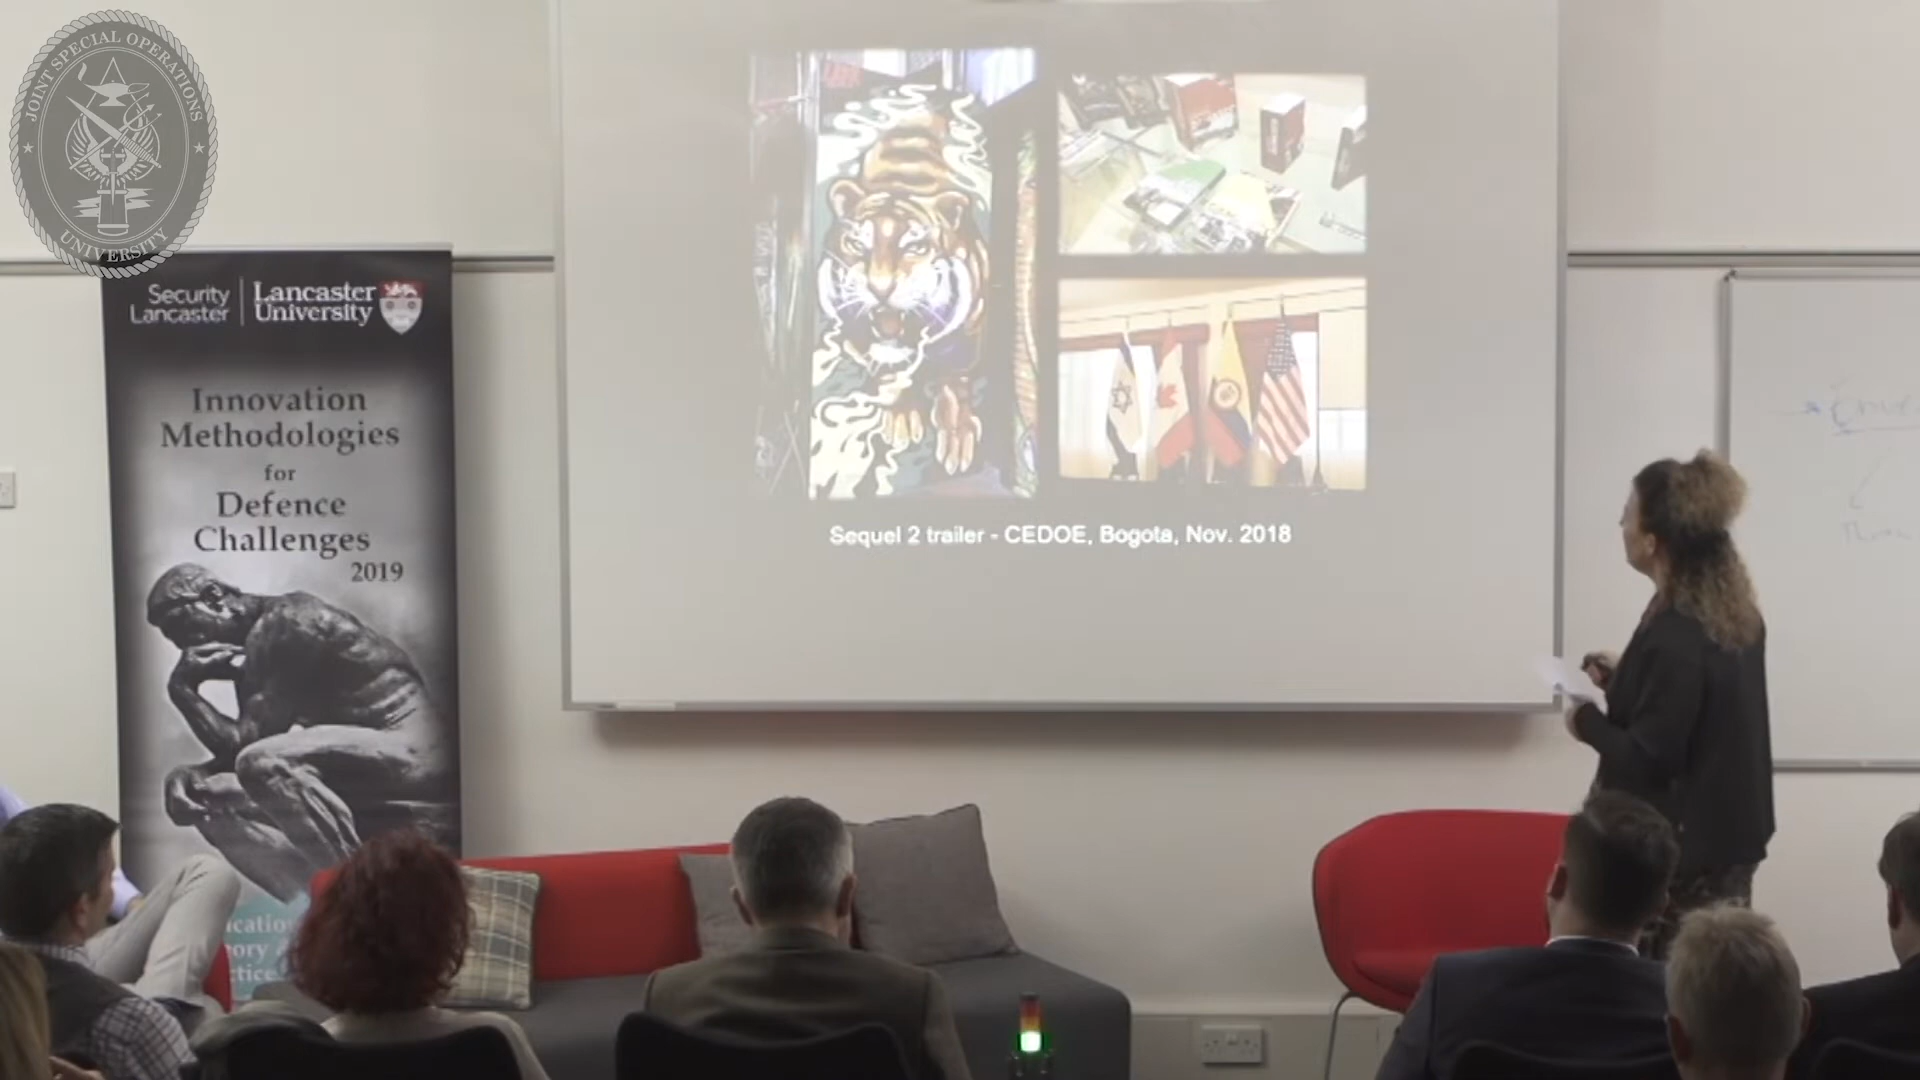 JOINT SPECIAL OPERATIONS
UNIVERSITY
Security
Lancaster
Lancaster
University
Innovation
Methodologies
for
Defence
Challenges
2019
Sequel 2 trailer - CEDOE, Bogota, Nov. 2018